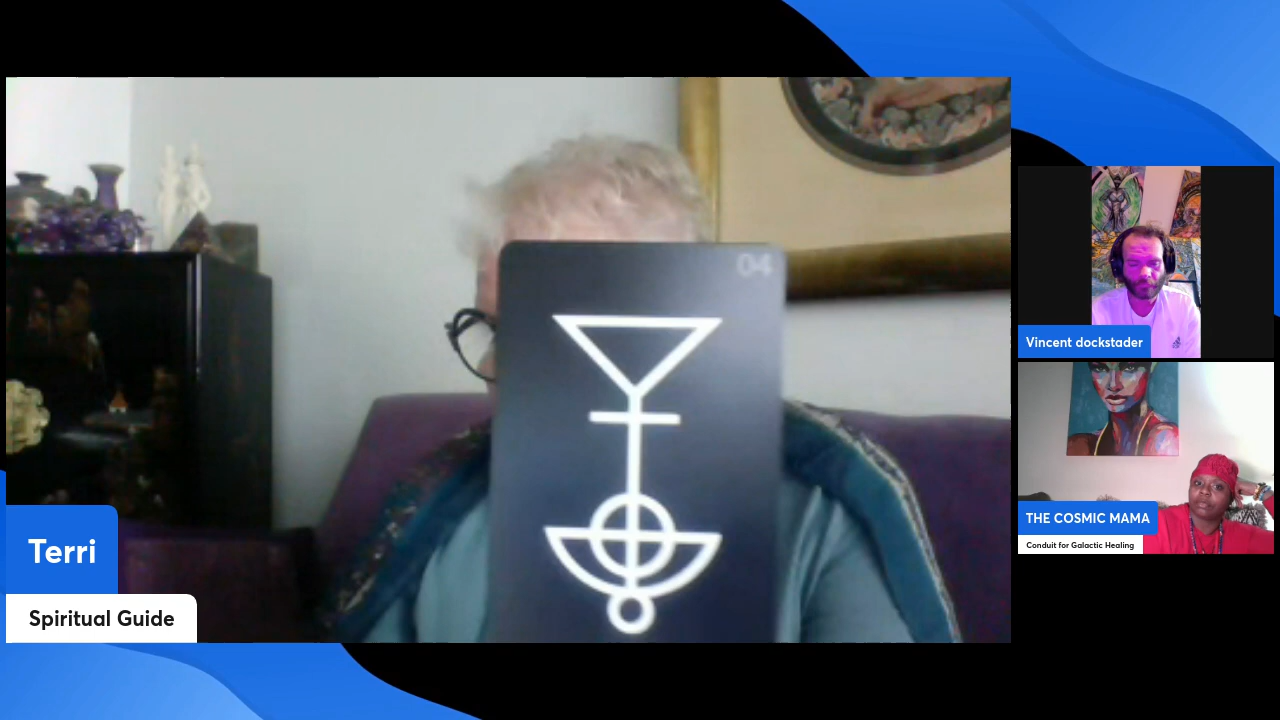 04
Terri
Spiritual Guide
Vincent dockstader
THE COSMIC MAMA
Conduit for Galactic Healing